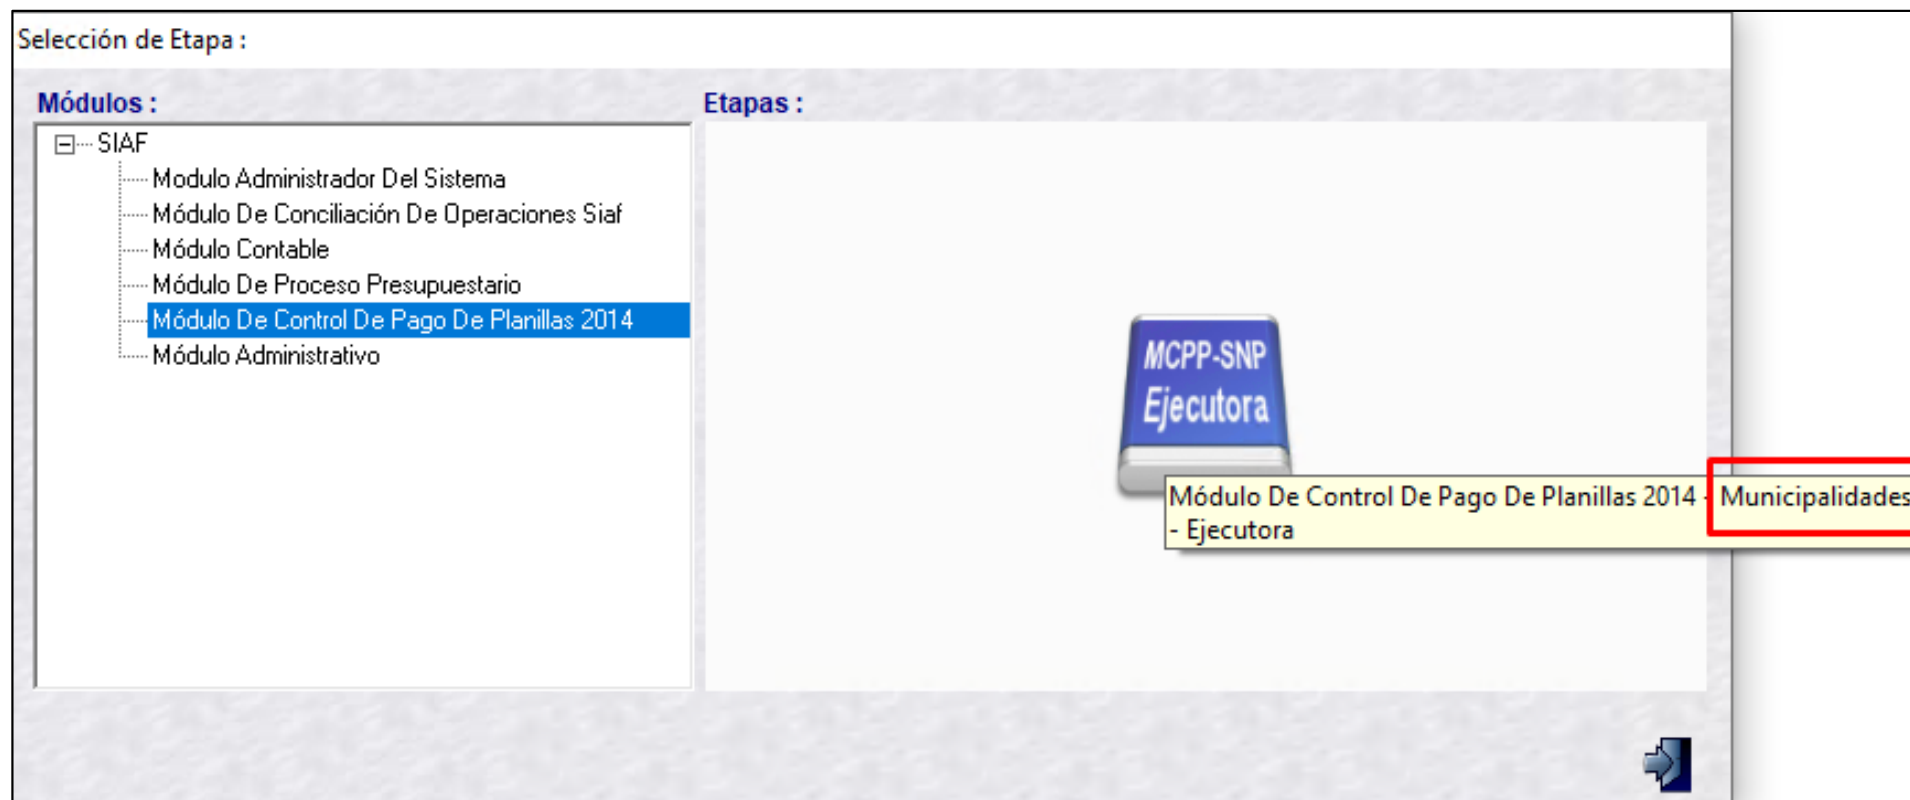 Selección de Etapa :
Módulos :
Etapas :
SIAF
Modulo Administrador Del Sistema
Módulo De Conciliación De Operaciones Siaf
Módulo Contable
Módulo De Proceso Presupuestario
Módulo De Control De Pago De Planillas 2014
Módulo Administrativo
MCPP-SNP
Ejecutora
Módulo De Control De Pago De Planillas 2014 - Municipalidades
- Ejecutora